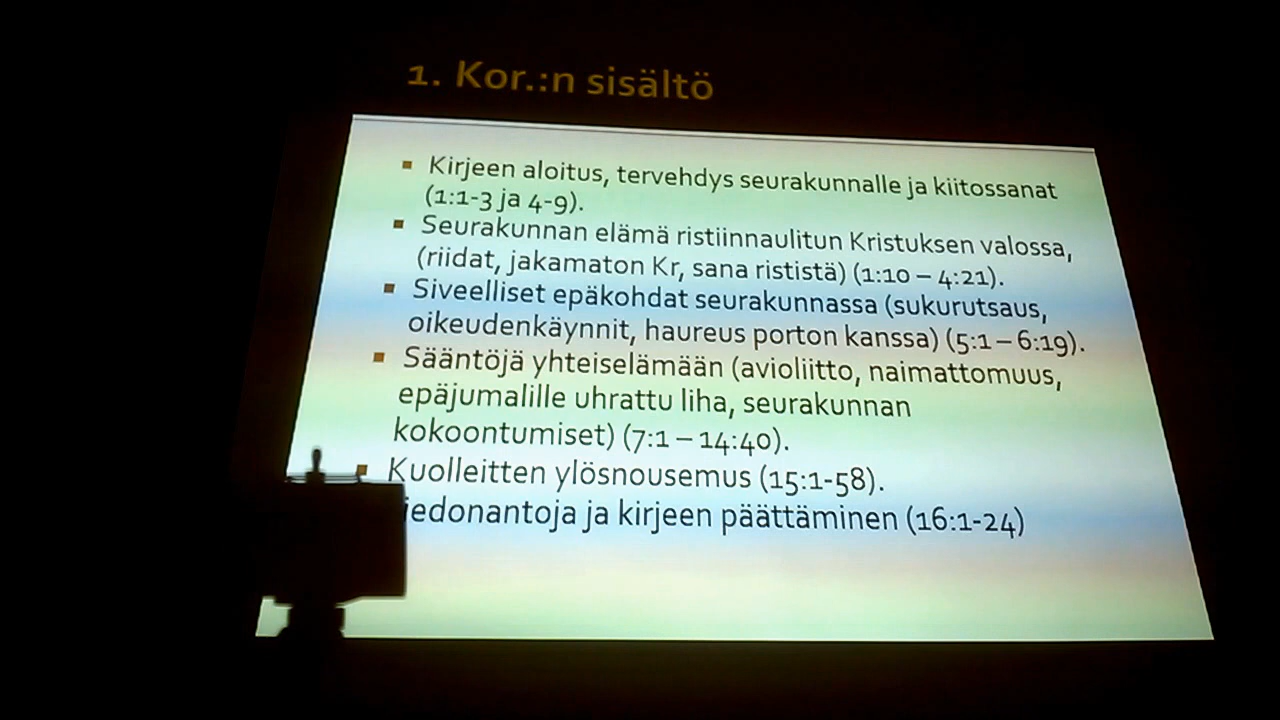 1. Kor.:n sisältö
▪ Kirjeen aloitus, tervehdys seurakunnalle ja kiitossanat
(1:1-3 ja 4-9).
▪ Seurakunnan elämä ristiinnaulitun Kristuksen valossa,
(riidat, jakamaton Kr, sana rististä) (1:10 – 4:21).
▪ Siveelliset epäkohdat seurakunnassa (sukurutsaus,
oikeudenkäynnit, haureus porton kanssa) (5:1 – 6:19).
▪ Sääntöjä yhteiselämään (avioliitto, naimattomuus,
epäjumalille uhrattu liha, seurakunnan
kokoontumiset) (7:1 – 14:40).
▪ Kuolleitten ylösnousemus (15:1-58).
iedonantoja ja kirjeen päättäminen (16:1-24)